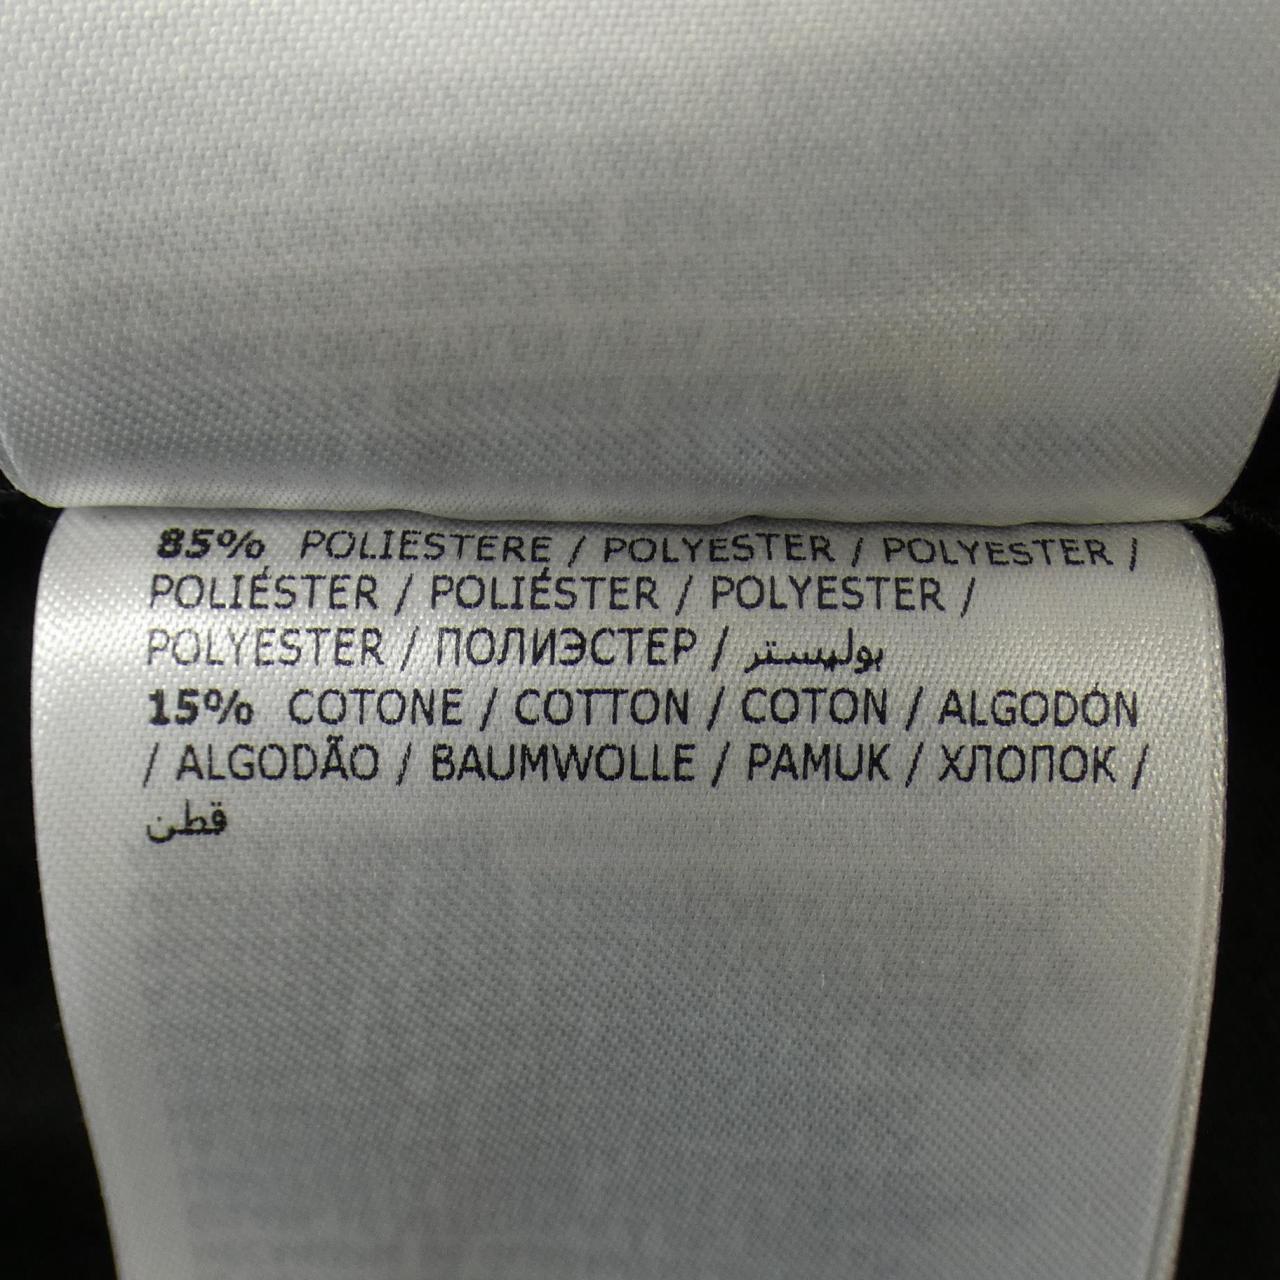 85% POLIESTERE / POLYESTER / POLYESTER /
POLIÉSTER / POLIÉSTER / POLYESTER /
POLYESTER / ПОЛИЭСТЕР / بوليستر
15% COTONE / COTTON / COTON / ALGODÓN
/ ALGODÃO / BAUMWOLLE / PAMUK / ХЛОПОК /
قطن